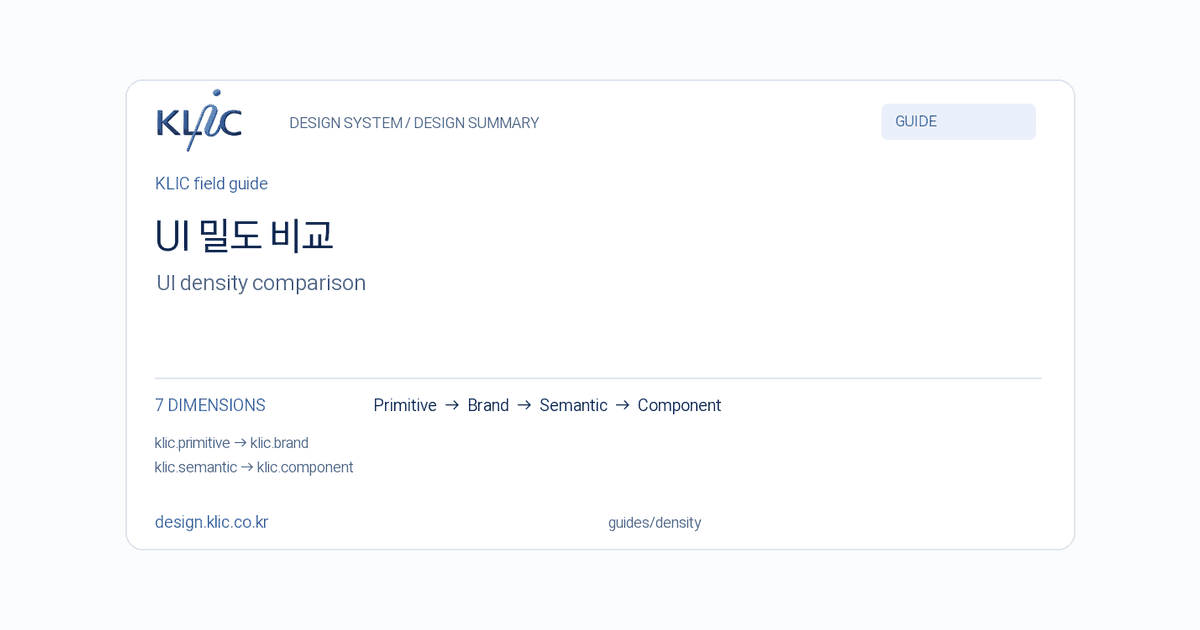 KLiC
DESIGN SYSTEM / DESIGN SUMMARY
GUIDE
KLIC field guide
UI 밀도 비교
UI density comparison
7 DIMENSIONS
Primitive → Brand → Semantic → Component
klic.primitive → klic.brand
klic.semantic → klic.component
design.klic.co.kr
guides/density